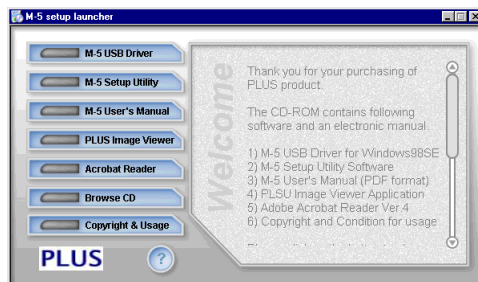 M-5 setup launcher
M-5 USB Driver
M-5 Setup Utility
M-5 User's Manual
PLUS Image Viewer
Acrobat Reader
Browse CD
Copyright & Usage
PLUS
?
Welcome
Thank you for your purchasing of
PLUS product.
The CD-ROM contains following
software and an electronic manual.
1) M-5 USB Driver for Windows98SE
2) M-5 Setup Utility Software
3) M-5 User's Manual (PDF format)
4) PLSU Image Viewer Application
5) Adobe Acrobat Reader Ver.4
6) Copyright and Condition for usage